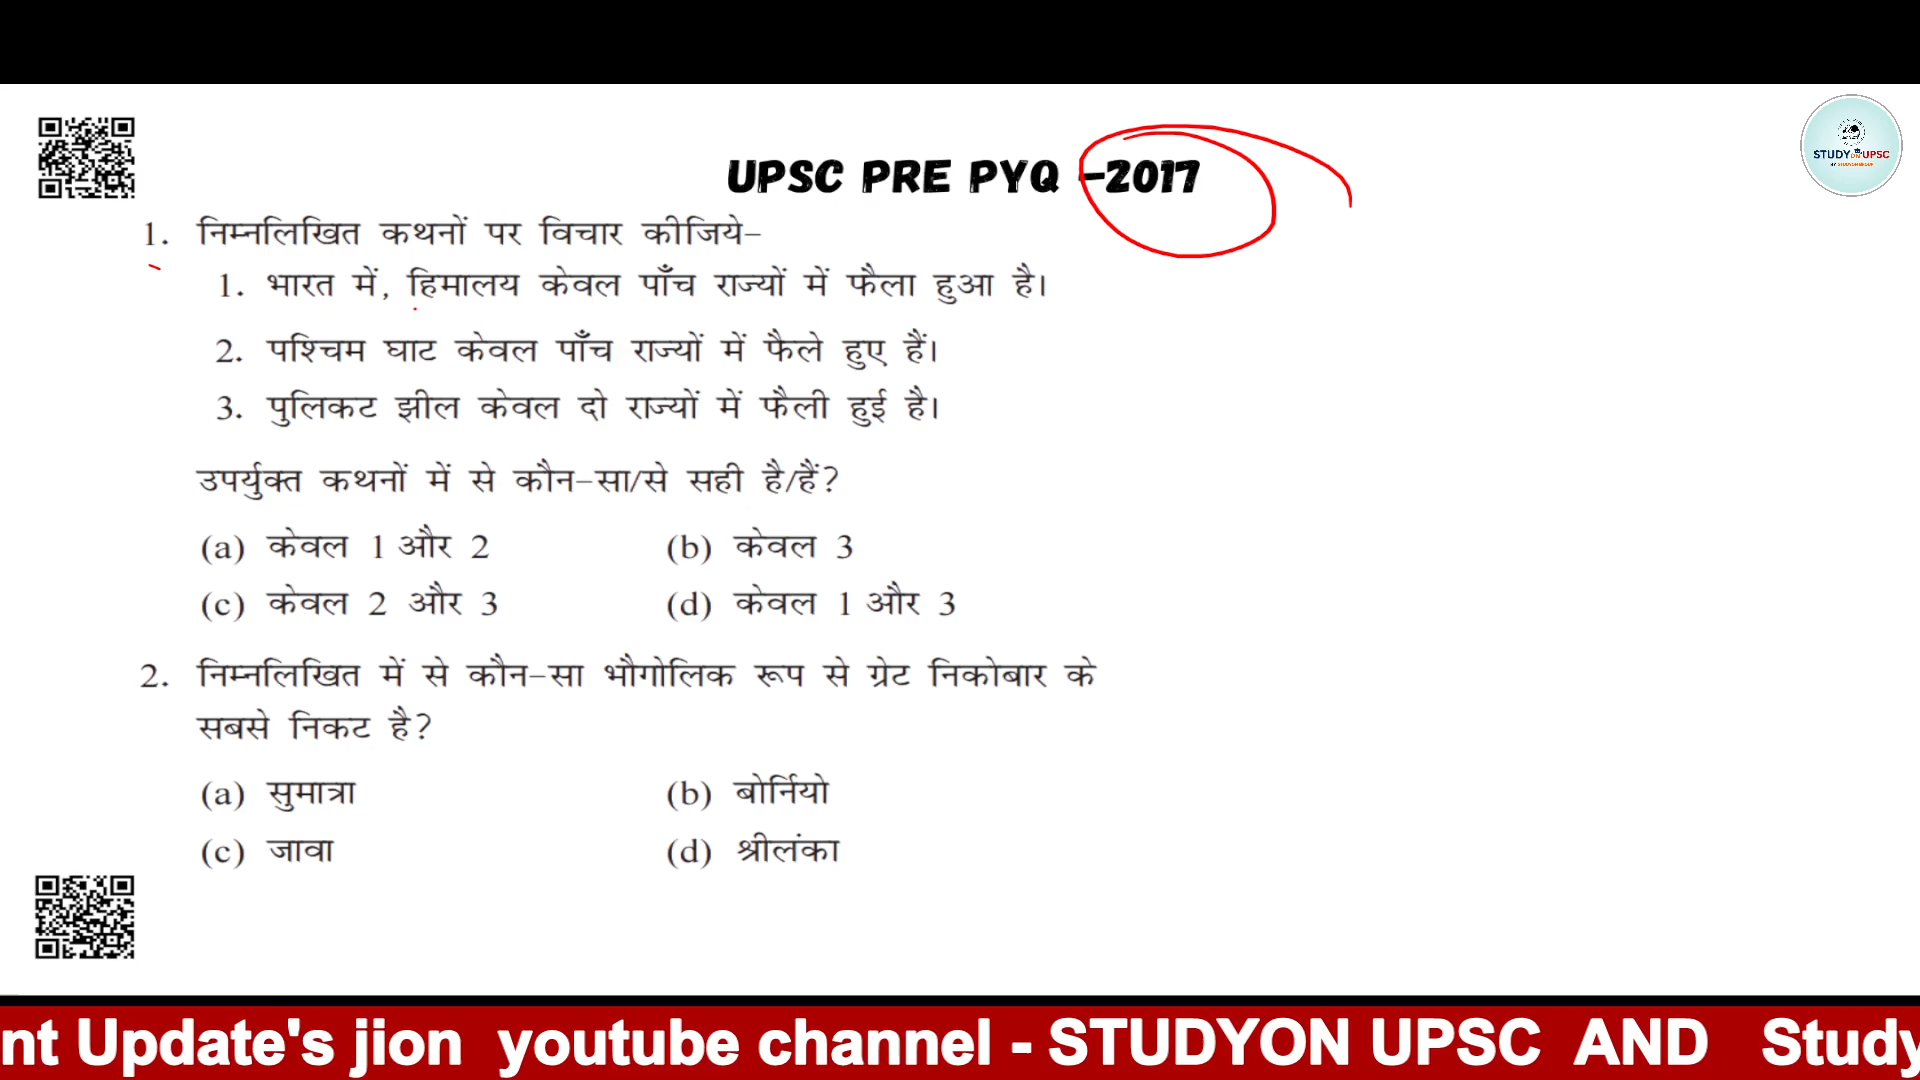 UPSC PRE PYQ -2017
STUDY ON UPSC
1. निम्नलिखित कथनों पर विचार कीजिये-
1. भारत में, हिमालय केवल पाँच राज्यों में फैला हुआ है।
2. पश्चिम घाट केवल पाँच राज्यों में फैले हुए हैं।
3. पुलिकट झील केवल दो राज्यों में फैली हुई है।
उपर्युक्त कथनों में से कौन-सा/से सही है/हैं?
(a) केवल 1 और 2 (b) केवल 3
(c) केवल 2 और 3 (d) केवल 1 और 3
2. निम्नलिखित में से कौन-सा भौगोलिक रूप से ग्रेट निकोबार के
सबसे निकट है?
(a) सुमात्रा (b) बोर्नियो
(c) जावा (d) श्रीलंका
nt Update's jion youtube channel - STUDYON UPSC AND Study